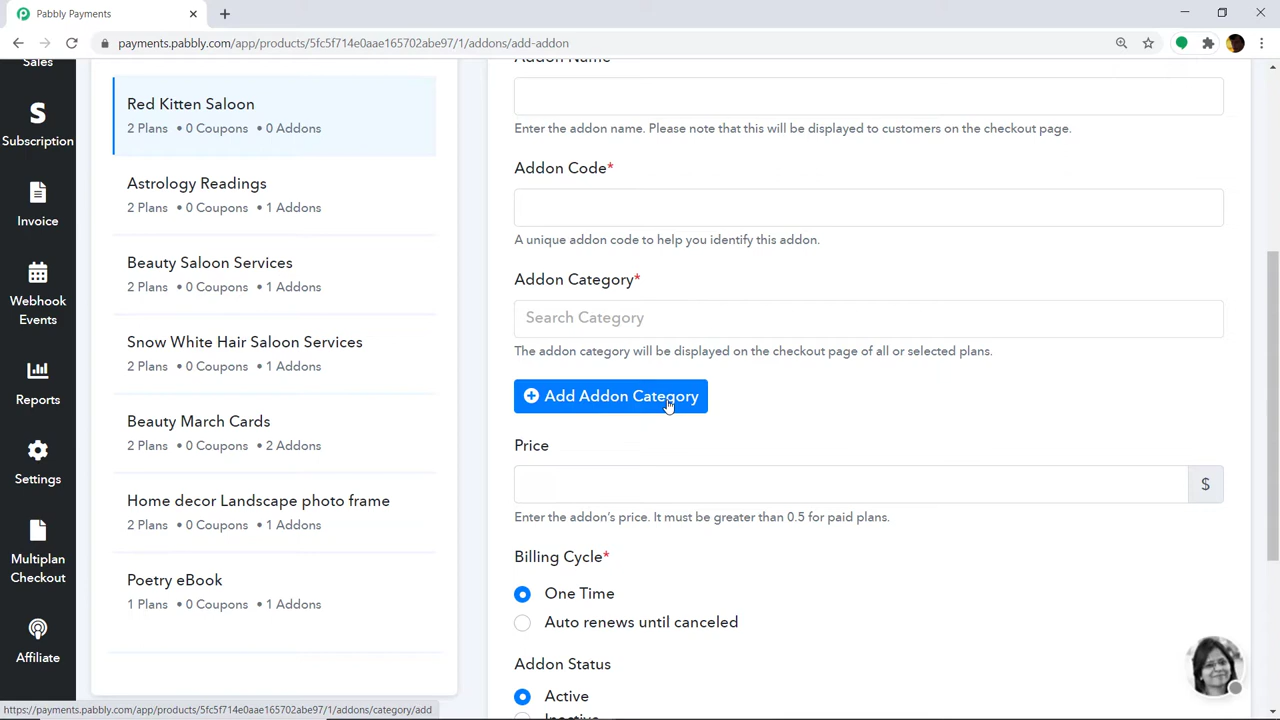 Pabbly Payments
payments.pabbly.com/app/products/5fc5f714e0aae165702abe97/1/addons/add-addon
Sales
Subscription
Invoice
Webhook
Events
Reports
Settings
Multiplan
Checkout
Affiliate
Red Kitten Saloon
2 Plans • 0 Coupons • 0 Addons
Astrology Readings
2 Plans • 0 Coupons • 1 Addons
Beauty Saloon Services
2 Plans • 0 Coupons • 1 Addons
Snow White Hair Saloon Services
2 Plans • 0 Coupons • 1 Addons
Beauty March Cards
2 Plans • 0 Coupons • 2 Addons
Home decor Landscape photo frame
2 Plans • 0 Coupons • 1 Addons
Poetry eBook
1 Plans • 0 Coupons • 1 Addons
Addon Name
Enter the addon name. Please note that this will be displayed to customers on the checkout page.
Addon Code*
A unique addon code to help you identify this addon.
Addon Category*
Search Category
The addon category will be displayed on the checkout page of all or selected plans.
Add Addon Category
Price
$
Enter the addon's price. It must be greater than 0.5 for paid plans.
Billing Cycle*
One Time
Auto renews until canceled
Addon Status
Active
Inactive
https://payments.pabbly.com/app/products/5fc5f714e0aae165702abe97/1/addons/category/add